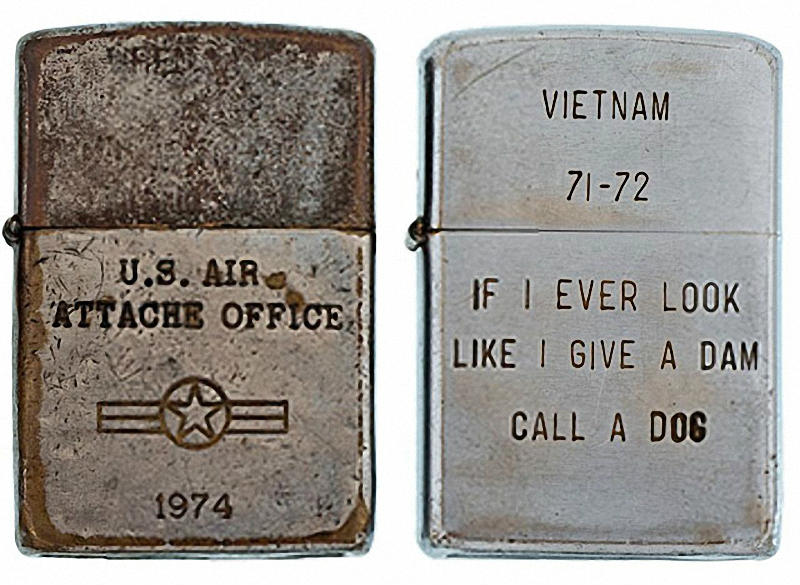 U.S. AIR
ATTACHE OFFICE
1974
VIETNAM
71-72
IF I EVER LOOK
LIKE I GIVE A DAM
CALL A DOG